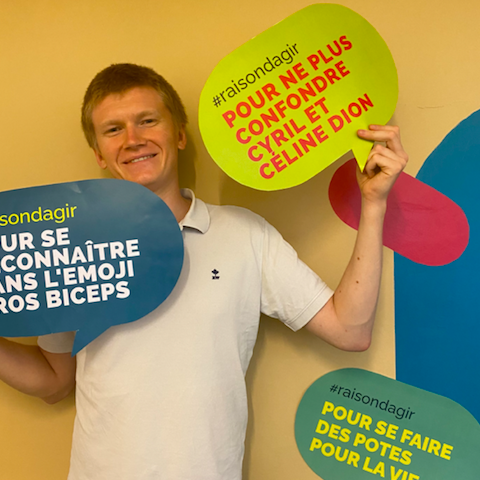 #raisondagir
POUR NE PLUS
CONFONDRE
CYRIL ET
CÉLINE DION
sondagir
UR SE
CONNAÎTRE
ANS L'EMOJI
ROS BICEPS
#raisondagir
POUR SE FAIRE
DES POTES
POUR LA VIE